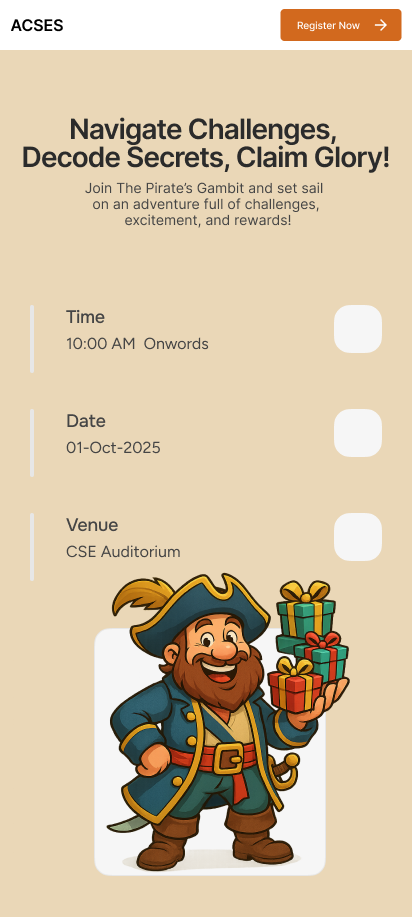 ACSES
Register Now
Navigate Challenges,
Decode Secrets, Claim Glory!
Join The Pirate’s Gambit and set sail
on an adventure full of challenges,
excitement, and rewards!
Time
10:00 AM  Onwords
Date
01-Oct-2025
Venue
CSE Auditorium